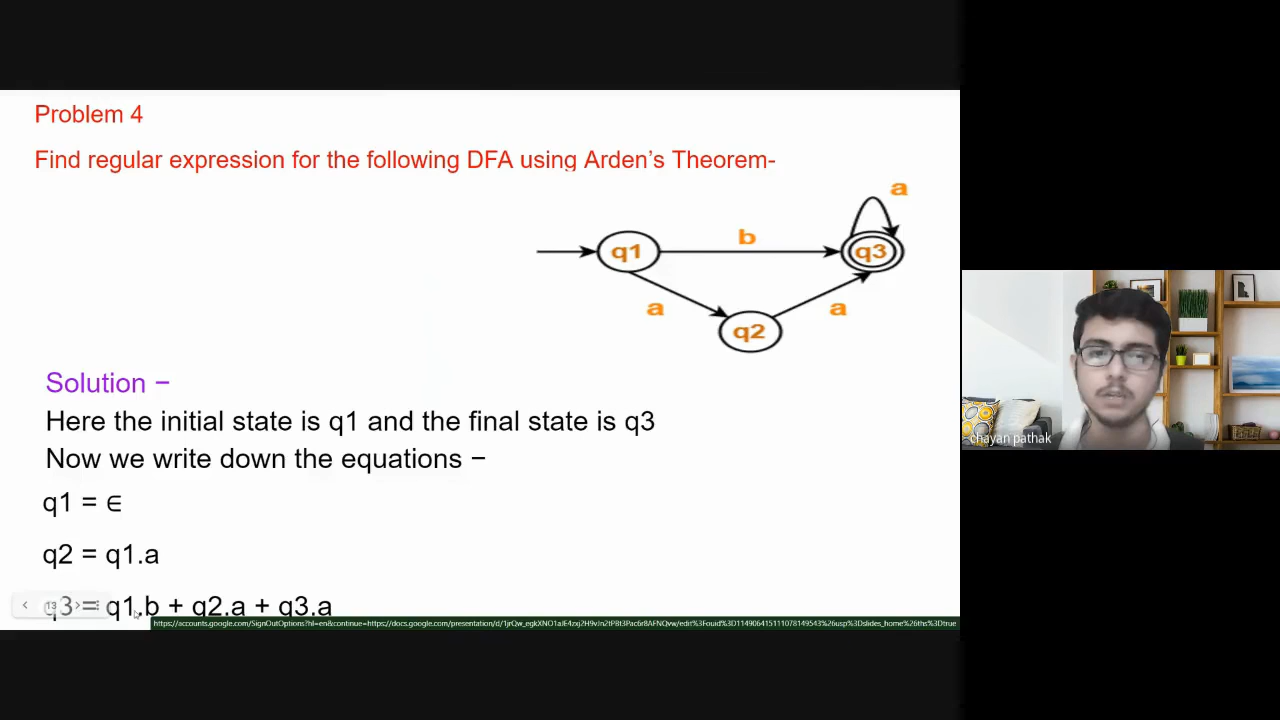 Problem 4
Find regular expression for the following DFA using Arden's Theorem-
a
q1
b
q3
a
q2
a
Solution −
Here the initial state is q1 and the final state is q3
Now we write down the equations −
q1 = ∈
q2 = q1.a
q3 = q1.b + q2.a + q3.a
13
chayan pathak